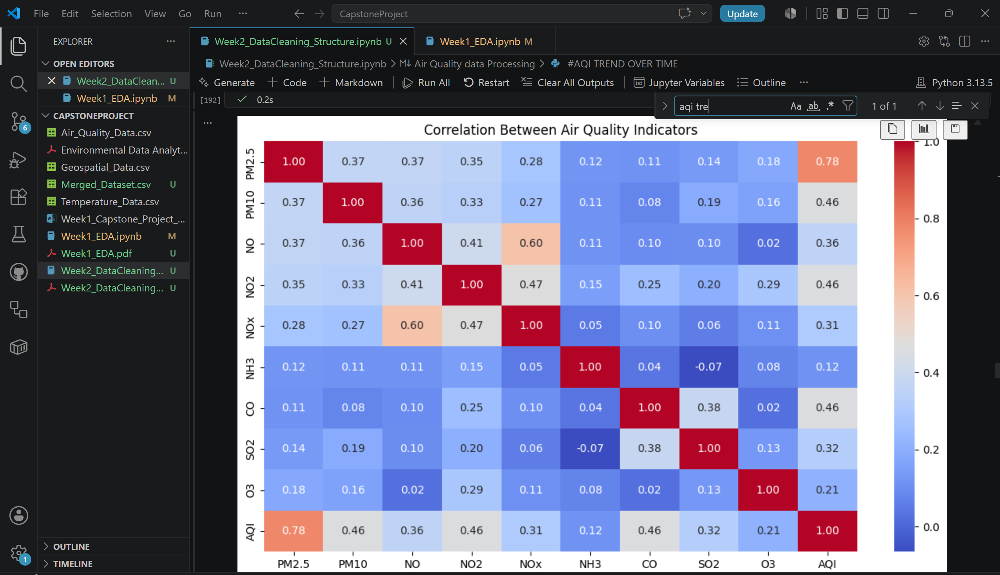 File Edit Selection View Go Run ···
CapstoneProject
Update
EXPLORER
OPEN EDITORS
Week2_DataClean... U
Week1_EDA.ipynb M
CAPSTONEPROJECT
Air_Quality_Data.csv
Environmental Data Analyt...
Geospatial_Data.csv
Merged_Dataset.csv U
Temperature_Data.csv
Week1_Capstone_Project_...
Week1_EDA.ipynb M
Week1_EDA.pdf U
Week2_DataCleaning... U
Week2_DataCleaning... U
OUTLINE
TIMELINE
6
1
Week2_DataCleaning_Structure.ipynb U
Week1_EDA.ipynb M
Week2_DataCleaning_Structure.ipynb > M↓ Air Quality data Processing > #AQI TREND OVER TIME
Generate + Code + Markdown Run All Restart Clear All Outputs Jupyter Variables Outline ··· Python 3.13.5
[192] 0.2s
aqi tre Aa ab .* 1 of 1
Correlation Between Air Quality Indicators
PM2.5 1.00 0.37 0.37 0.35 0.28 0.12 0.11 0.14 0.18 0.78
PM10 0.37 1.00 0.36 0.33 0.27 0.11 0.08 0.19 0.16 0.46
NO 0.37 0.36 1.00 0.41 0.60 0.11 0.10 0.10 0.02 0.36
NO2 0.35 0.33 0.41 1.00 0.47 0.15 0.25 0.20 0.29 0.46
NOx 0.28 0.27 0.60 0.47 1.00 0.05 0.10 0.06 0.11 0.31
NH3 0.12 0.11 0.11 0.15 0.05 1.00 0.04 -0.07 0.08 0.12
CO 0.11 0.08 0.10 0.25 0.10 0.04 1.00 0.38 0.02 0.46
SO2 0.14 0.19 0.10 0.20 0.06 -0.07 0.38 1.00 0.13 0.32
O3 0.18 0.16 0.02 0.29 0.11 0.08 0.02 0.13 1.00 0.21
AQI 0.78 0.46 0.36 0.46 0.31 0.12 0.46 0.32 0.21 1.00
PM2.5 PM10 NO NO2 NOx NH3 CO SO2 O3 AQI
1.0
0.8
0.6
0.4
0.2
0.0